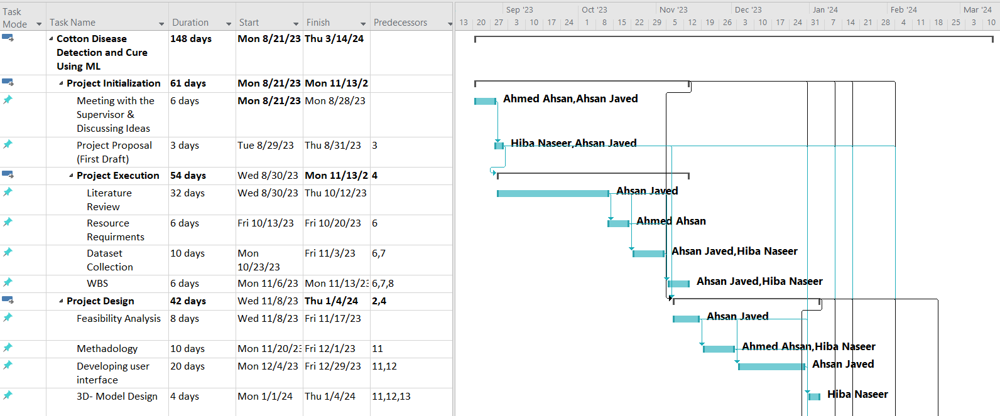 Task Mode Task Name Duration Start Finish Predecessors
Sep '23 Oct '23 Nov '23 Dec '23 Jan '24 Feb '24 Mar '24
13 20 27 3 10 17 24 1 8 15 22 29 5 12 19 26 3 10 17 24 31 7 14 21 28 4 11 18 25 3 10
Cotton Disease 148 days Mon 8/21/23 Thu 3/14/24
Detection and Cure
Using ML
Project Initialization 61 days Mon 8/21/23 Mon 11/13/2
Meeting with the 6 days Mon 8/21/23 Mon 8/28/23 Ahmed Ahsan,Ahsan Javed
Supervisor &
Discussing Ideas
Project Proposal 3 days Tue 8/29/23 Thu 8/31/23 3 Hiba Naseer,Ahsan Javed
(First Draft)
Project Execution 54 days Wed 8/30/23 Mon 11/13/2 4
Literature 32 days Wed 8/30/23 Thu 10/12/23 Ahsan Javed
Review
Resource 6 days Fri 10/13/23 Fri 10/20/23 6 Ahmed Ahsan
Requirments
Dataset 10 days Mon Fri 11/3/23 6,7 Ahsan Javed,Hiba Naseer
Collection 10/23/23
WBS 6 days Mon 11/6/23 Mon 11/13/23 6,7,8 Ahsan Javed,Hiba Naseer
Project Design 42 days Wed 11/8/23 Thu 1/4/24 2,4
Feasibility Analysis 8 days Wed 11/8/23 Fri 11/17/23 Ahsan Javed
Methadology 10 days Mon 11/20/23 Fri 12/1/23 11 Ahmed Ahsan,Hiba Naseer
Developing user 20 days Mon 12/4/23 Fri 12/29/23 11,12 Ahsan Javed
interface
3D- Model Design 4 days Mon 1/1/24 Thu 1/4/24 11,12,13 Hiba Naseer